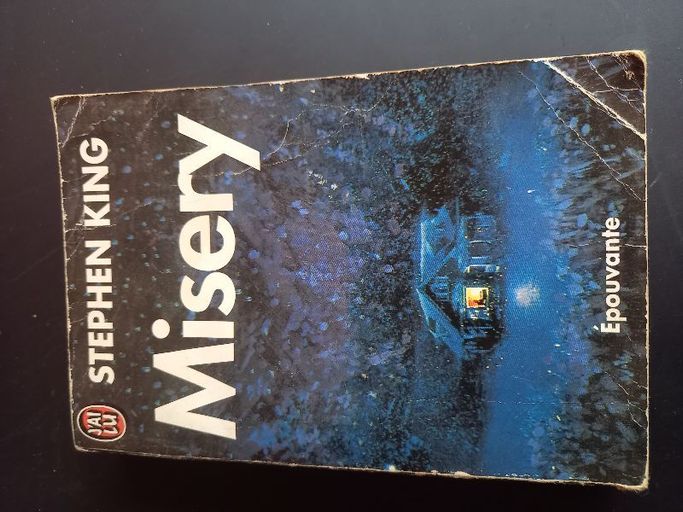 J'AI
LU
STEPHEN KING
Misery
Épouvante